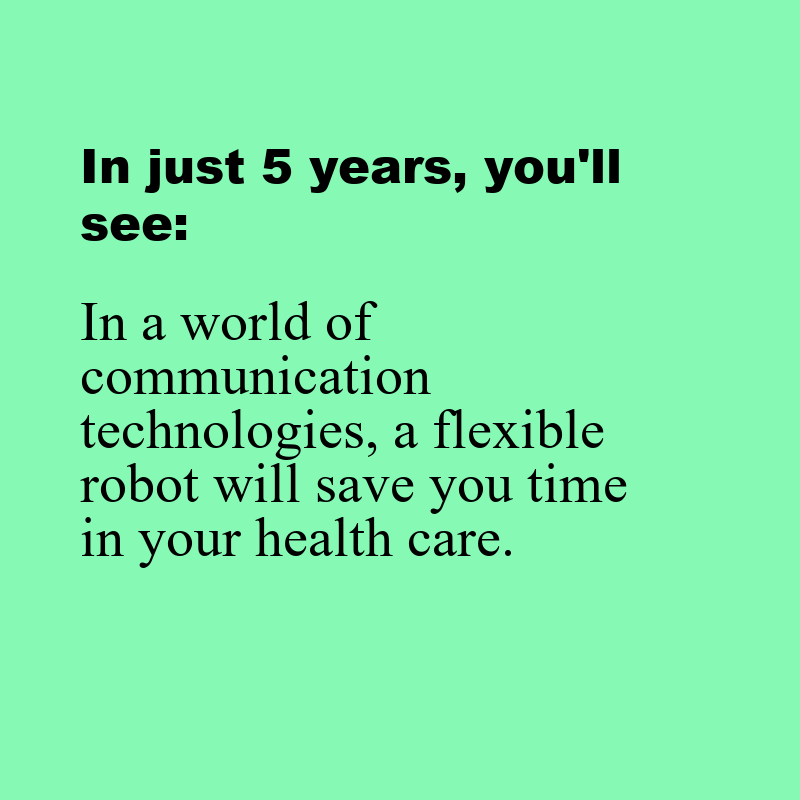 In just 5 years, you'll
see:
In a world of
communication
technologies, a flexible
robot will save you time
in your health care.